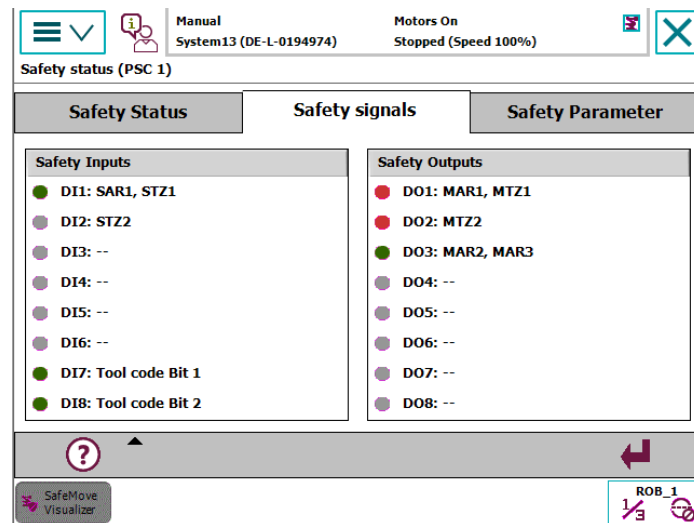 Manual
Motors On
System13 (DE-L-0194974)
Stopped (Speed 100%)
Safety status (PSC 1)
Safety Status
Safety signals
Safety Parameter
Safety Inputs
DI1: SAR1, STZ1
DI2: STZ2
DI3: --
DI4: --
DI5: --
DI6: --
DI7: Tool code Bit 1
DI8: Tool code Bit 2
Safety Outputs
DO1: MAR1, MTZ1
DO2: MTZ2
DO3: MAR2, MAR3
DO4: --
DO5: --
DO6: --
DO7: --
DO8: --
?
SafeMove
Visualizer
ROB_1
1/3